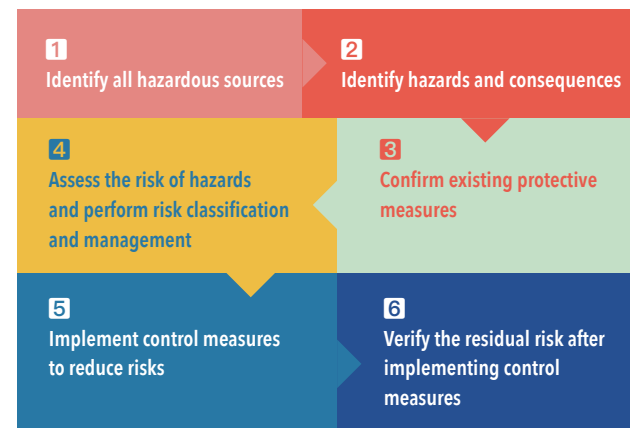 1
Identify all hazardous sources
2
Identify hazards and consequences
3
Confirm existing protective
measures
4
Assess the risk of hazards
and perform risk classification
and management
5
Implement control measures
to reduce risks
6
Verify the residual risk after
implementing control
measures